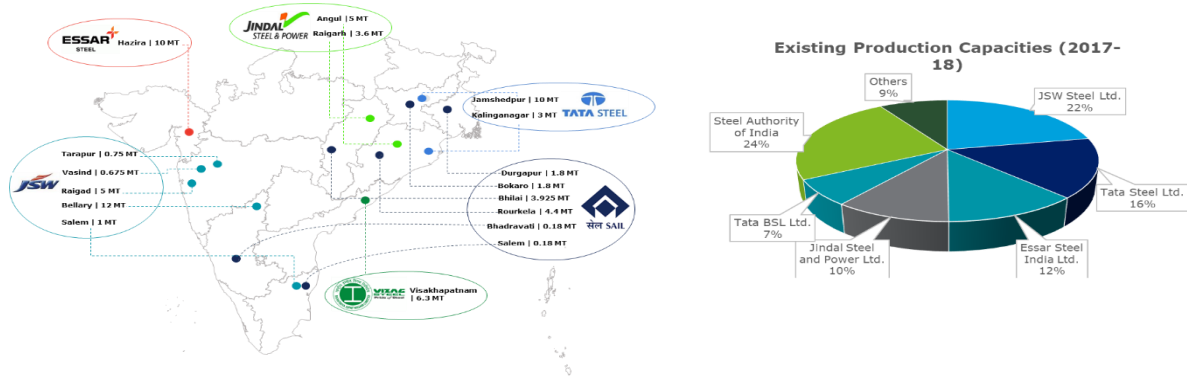 ESSAR
STEEL
Hazira | 10 MT
JINDAL
STEEL & POWER
Angul |5 MT
Raigarh | 3.6 MT
Jamshedpur | 10 MT
Kalinganagar | 3 MT
TATA STEEL
JSW
Tarapur | 0.75 MT
Vasind | 0.675 MT
Raigad | 5 MT
Bellary | 12 MT
Salem | 1 MT
Durgapur | 1.8 MT
Bokaro | 1.8 MT
Bhilai | 3.925 MT
Rourkela | 4.4 MT
Bhadravati | 0.18 MT
Salem | 0.18 MT
सेल SAIL
VIZAG
STEEL
Visakhapatnam
| 6.3 MT
Existing Production Capacities (2017-
18)
Others
9%
JSW Steel Ltd.
22%
Steel Authority
of India
24%
Tata Steel Ltd.
16%
Tata BSL Ltd.
7%
Jindal Steel
and Power Ltd.
10%
Essar Steel
India Ltd.
12%